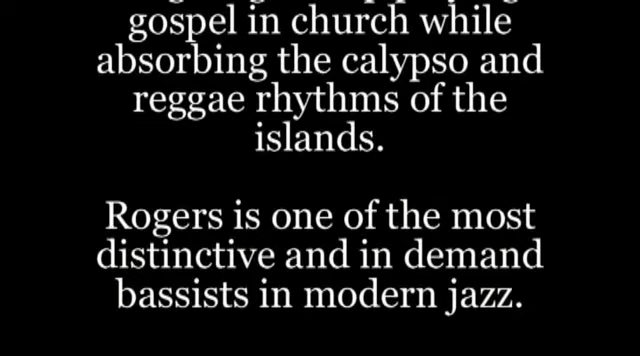 gospel in church while
absorbing the calypso and
reggae rhythms of the
islands.
Rogers is one of the most
distinctive and in demand
bassists in modern jazz.